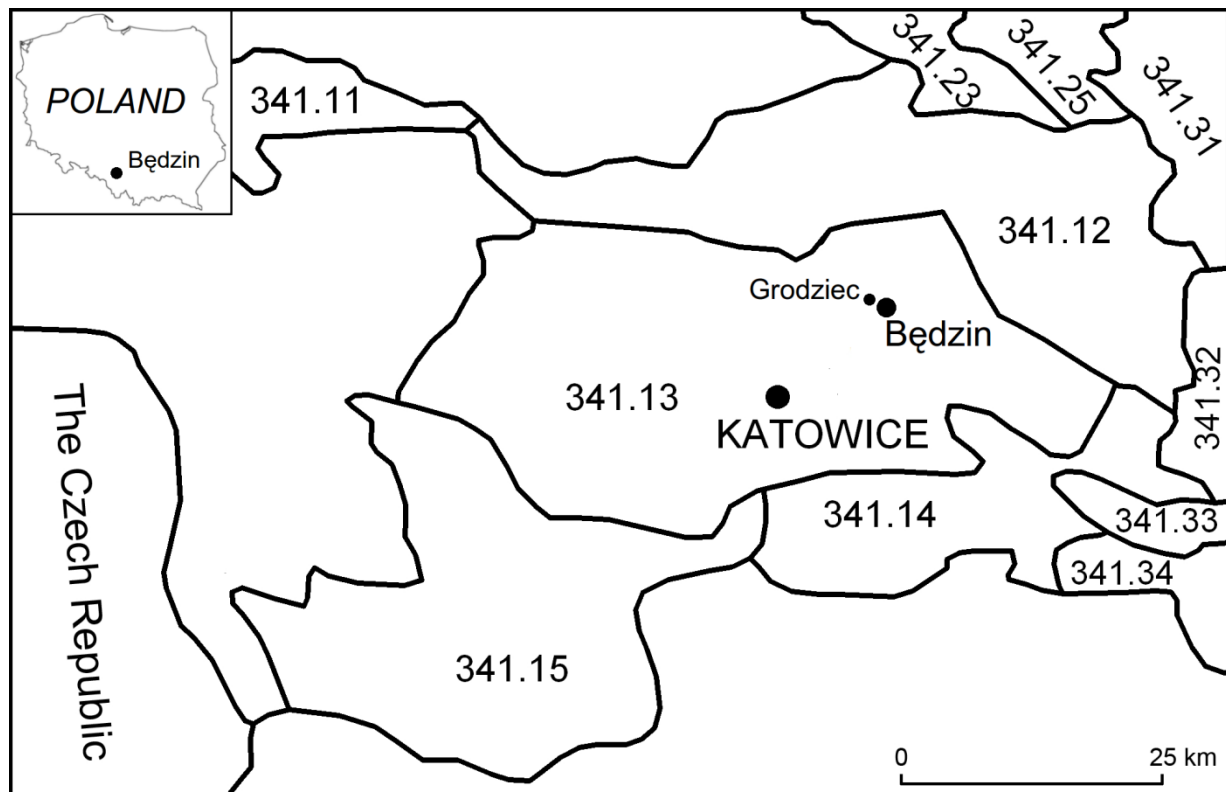 POLAND
Będzin
341.11
341.23
341.25
341.31
341.12
Grodziec
Będzin
341.13
KATOWICE
341.32
The Czech Republic
341.14
341.33
341.34
341.15
0 25 km